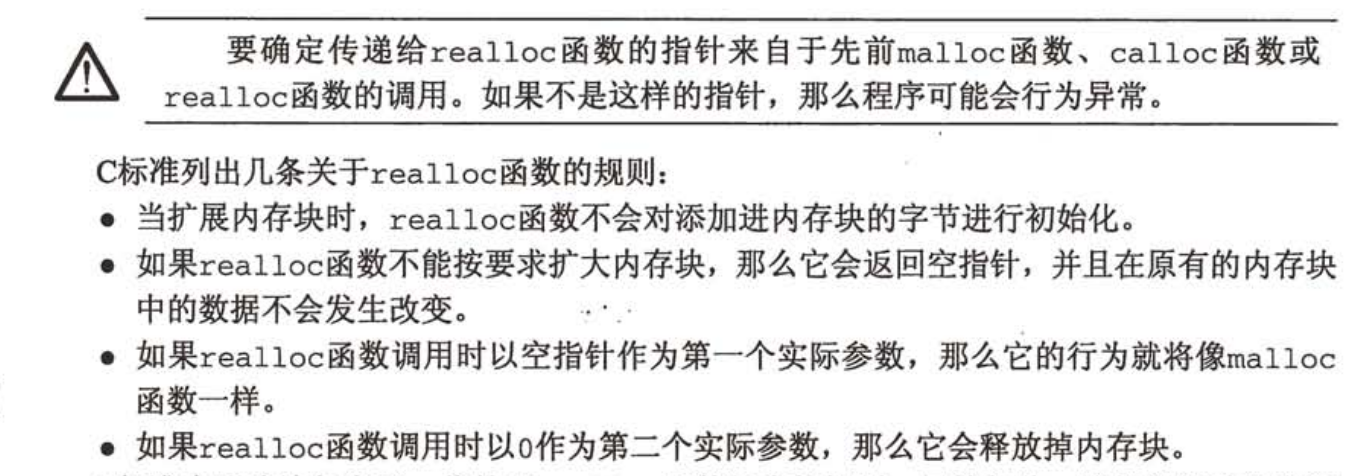 要确定传递给realloc函数的指针来自于先前malloc函数、calloc函数或
realloc函数的调用。如果不是这样的指针，那么程序可能会行为异常。
C标准列出几条关于realloc函数的规则：
● 当扩展内存块时，realloc函数不会对添加进内存块的字节进行初始化。
● 如果realloc函数不能按要求扩大内存块，那么它会返回空指针，并且在原有的内存块
中的数据不会发生改变。
● 如果realloc函数调用时以空指针作为第一个实际参数，那么它的行为就将像malloc
函数一样。
● 如果realloc函数调用时以0作为第二个实际参数，那么它会释放掉内存块。